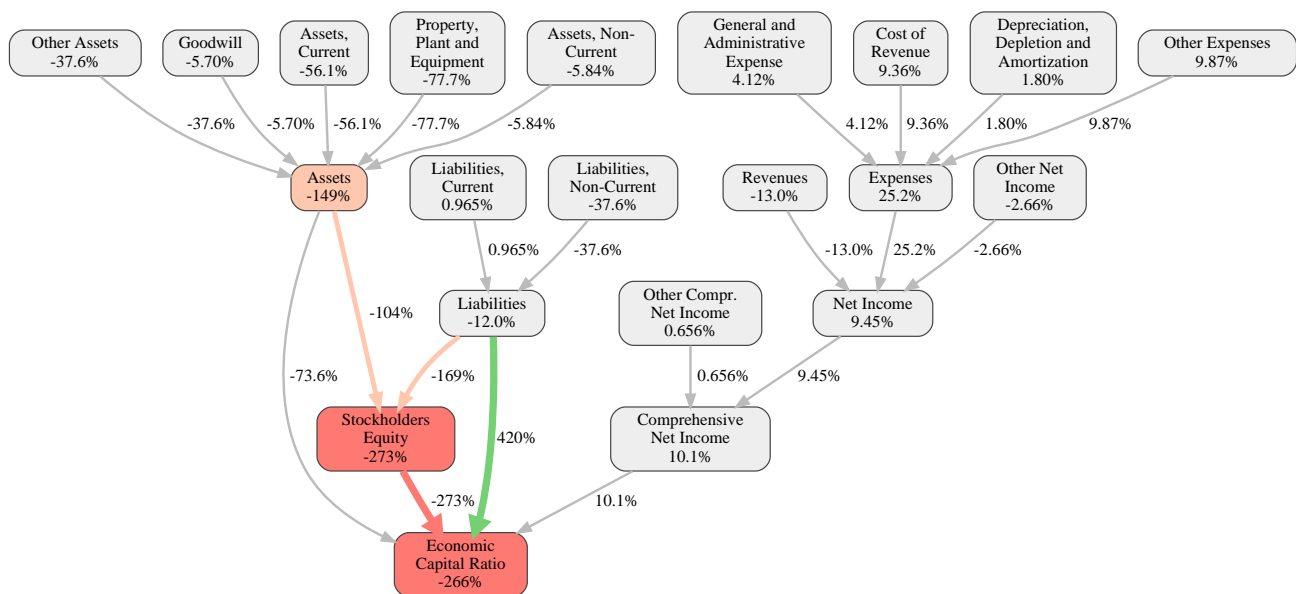 Other Assets
-37.6%
Goodwill
-5.70%
Assets,
Current
-56.1%
Property,
Plant and
Equipment
-77.7%
Assets, Non-
Current
-5.84%
General and
Administrative
Expense
4.12%
Cost of
Revenue
9.36%
Depreciation,
Depletion and
Amortization
1.80%
Other Expenses
9.87%
-37.6%
-5.70%
-56.1%
-77.7%
-5.84%
4.12%
9.36%
1.80%
9.87%
Assets
-149%
Liabilities,
Current
0.965%
Liabilities,
Non-Current
-37.6%
Revenues
-13.0%
Expenses
25.2%
Other Net
Income
-2.66%
0.965%
-37.6%
-13.0%
25.2%
-2.66%
-104%
Liabilities
-12.0%
Other Compr.
Net Income
0.656%
Net Income
9.45%
-73.6%
-169%
0.656%
9.45%
Stockholders
Equity
-273%
420%
Comprehensive
Net Income
10.1%
-273%
10.1%
Economic
Capital Ratio
-266%